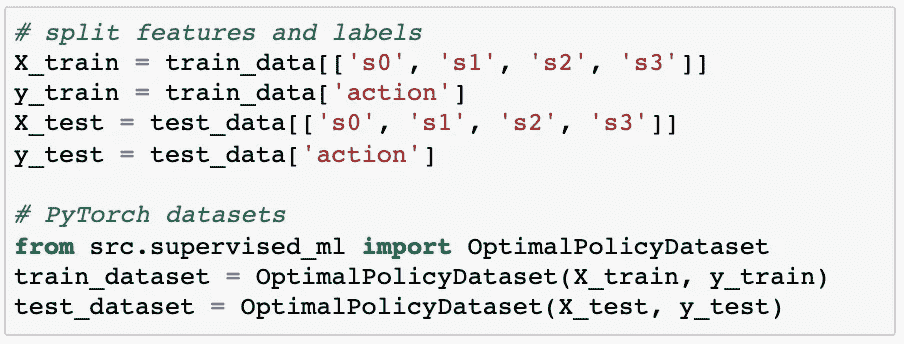 # split features and labels
X_train = train_data[['s0', 's1', 's2', 's3']]
y_train = train_data['action']
X_test = test_data[['s0', 's1', 's2', 's3']]
y_test = test_data['action']
# PyTorch datasets
from src.supervised_ml import OptimalPolicyDataset
train_dataset = OptimalPolicyDataset(X_train, y_train)
test_dataset = OptimalPolicyDataset(X_test, y_test)